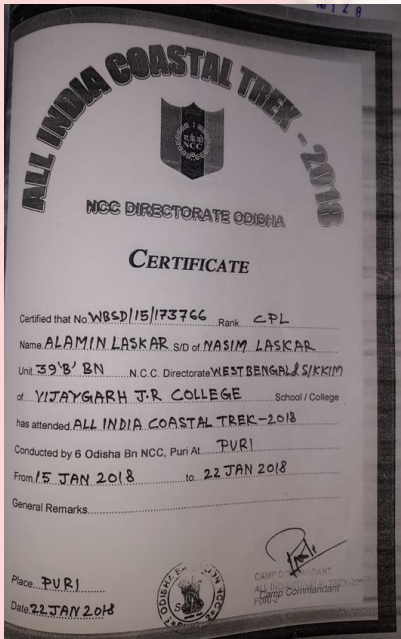 ALL INDIA COASTAL TREK - 2018
NCC
NCC DIRECTORATE ODISHA
CERTIFICATE
Certified that No. WBSD/15/173766 Rank CPL
Name. ALAMIN LASKAR S/D of NASIM LASKAR
Unit. 39'B' BN N.C.C. Directorate WEST BENGAL & SIKKIM
of VIJAYGARH J.R COLLEGE School / College
has attended ALL INDIA COASTAL TREK-2018
Conducted by 6 Odisha Bn NCC, Puri At PURI
From 15 JAN 2018 to 22 JAN 2018
General Remarks
CAMP COMMANDANT
Place. PURI
Camp Commandant
Date. 22 JAN 2018